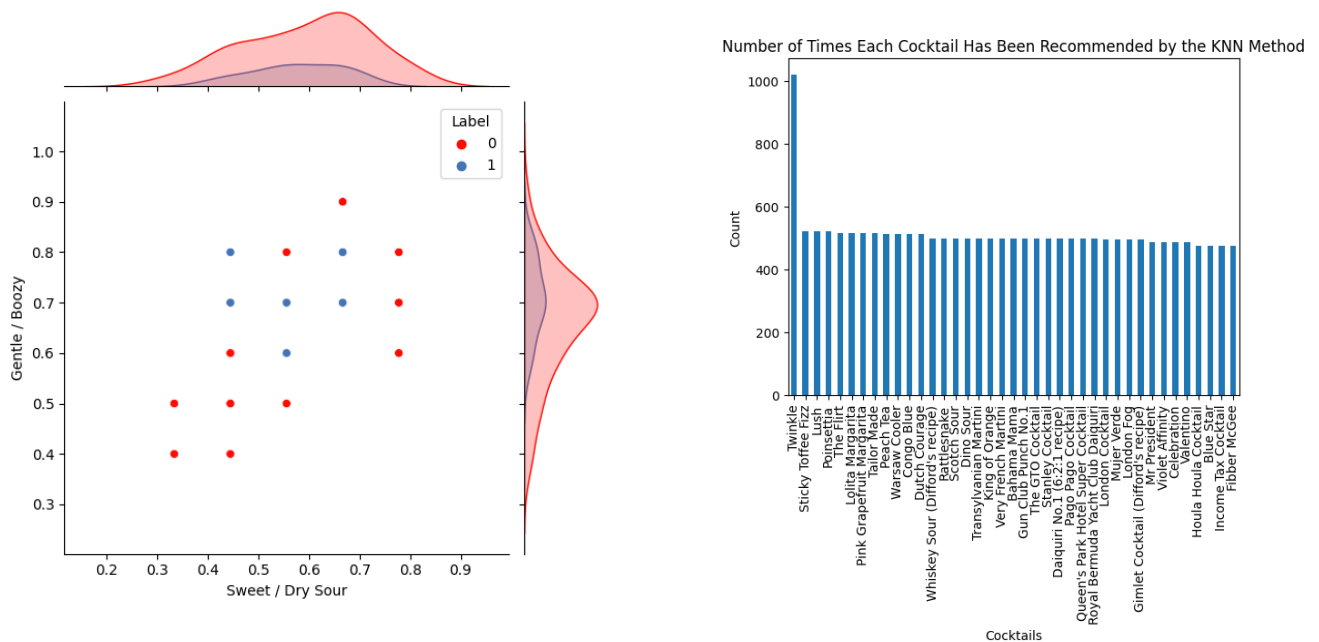 Label
0
1
1.0
0.9
0.8
0.7
0.6
0.5
0.4
0.3
Gentle / Boozy
0.2
0.3
0.4
0.5
0.6
0.7
0.8
0.9
Sweet / Dry Sour
Number of Times Each Cocktail Has Been Recommended by the KNN Method
1000
800
600
400
200
0
Count
Twinkle
Sticky Toffee Fizz
Lush
Poinsettia
The Flirt
Lolita Margarita
Pink Grapefruit Margarita
Tailor Made
Peach Tea
Warsaw Cooler
Congo Blue
Dutch Courage
Whiskey Sour (Difford's recipe)
Rattlesnake
Scotch Sour
Dino Sour
Transylvanian Martini
King of Orange
Very French Martini
Bahama Mama
Gun Club Punch No.1
The GTO Cocktail
Stanley Cocktail
Daiquiri No.1 (6:2:1 recipe)
Pago Pago Cocktail
Queen's Park Hotel Super Cocktail
Royal Bermuda Yacht Club Daiquiri
London Cocktail
Mujer Verde
London Fog
Gimlet Cocktail (Difford's recipe)
Mr President
Violet Affinity
Celebration
Valentino
Houla Houla Cocktail
Blue Star
Income Tax Cocktail
Fibber McGee
Cocktails